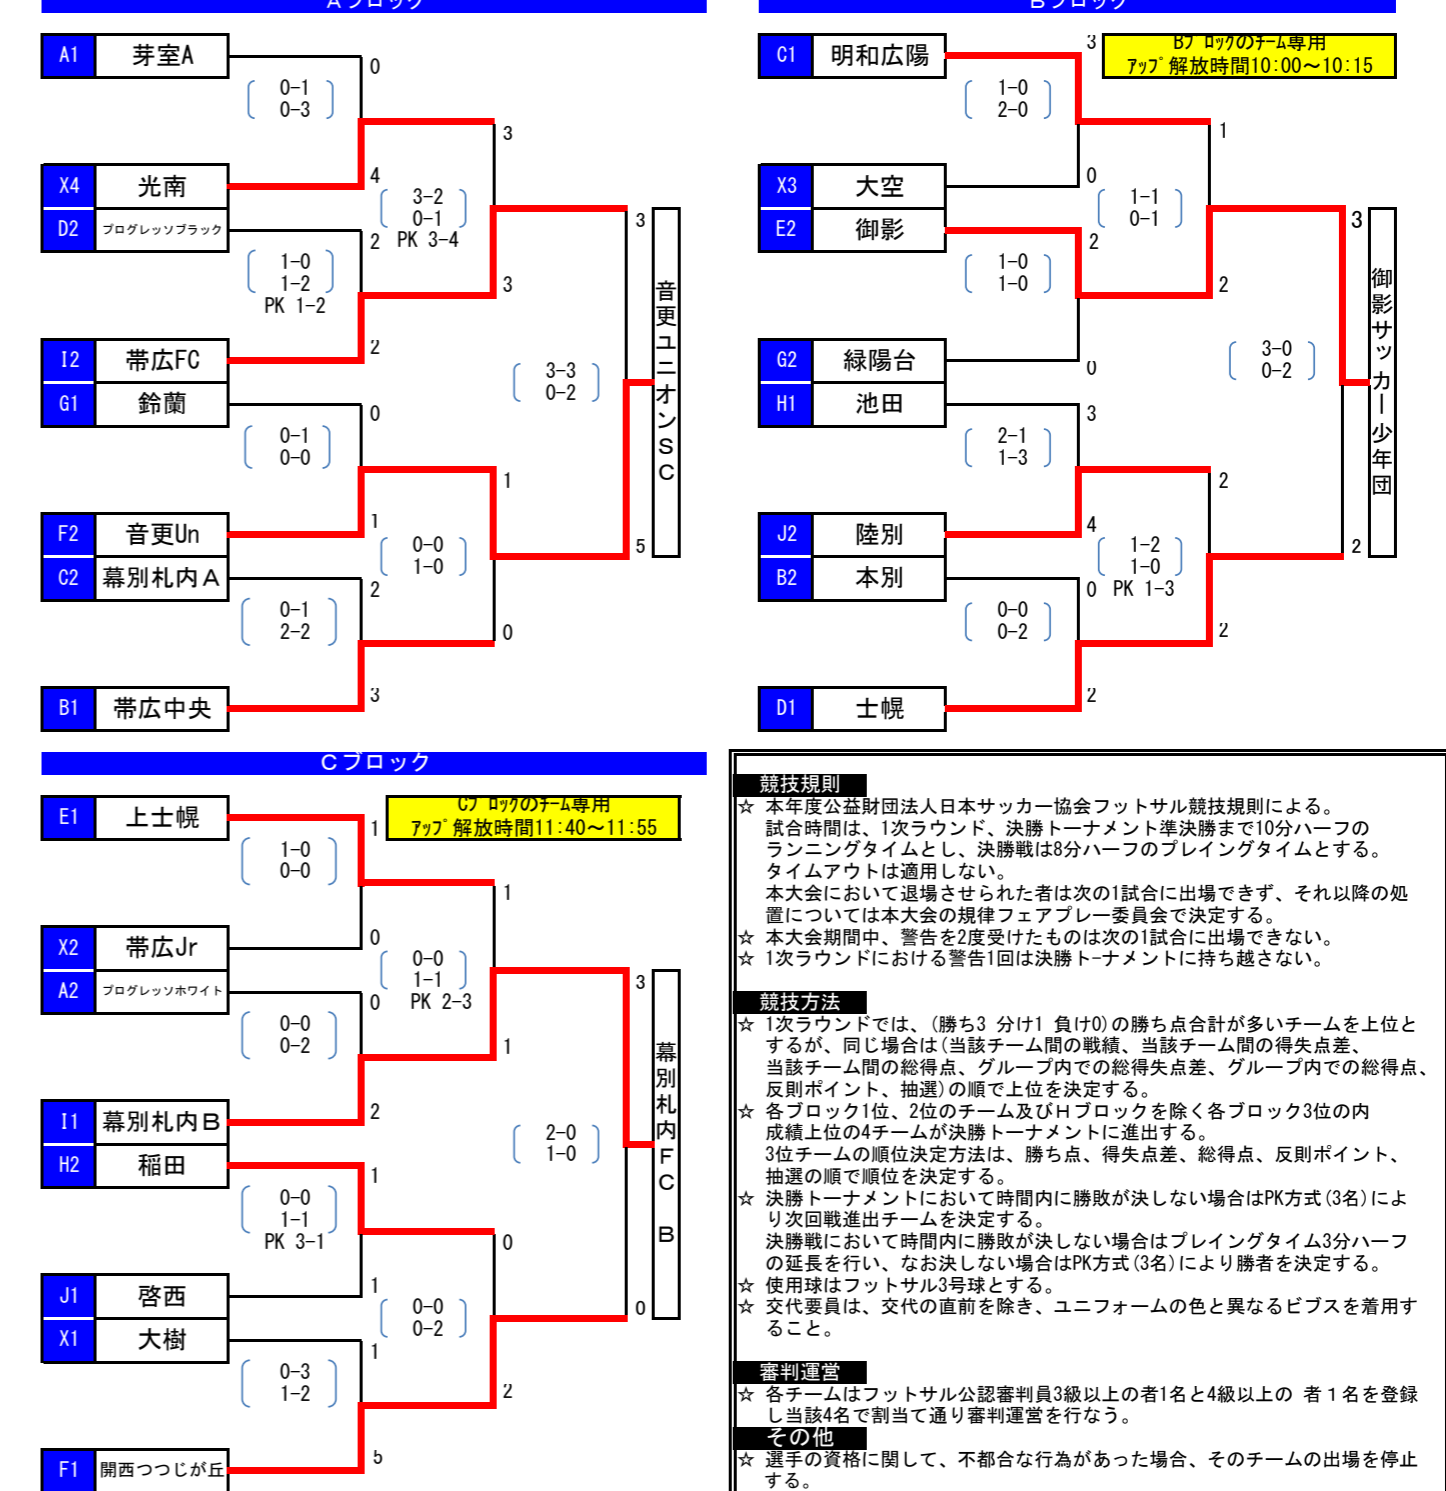 Aブロック
A1 芽室A
0
0-1
0-3
3
X4 光南
4
D2 プログレッソブラック
3-2
0-1
PK 3-4
2
1-0
1-2
PK 1-2
3
3
I2 帯広FC
2
G1 鈴蘭
0
0-1
0-0
3-3
0-2
音更ユニオンSC
1
F2 音更Un
1
C2 幕別札内A
0-0
1-0
5
2
0-1
2-2
0
B1 帯広中央
3
Bブロック
C1 明和広陽
3
Bブロックのチーム専用
アップ解放時間10:00～10:15
1-0
2-0
1
X3 大空
0
E2 御影
1-1
0-1
2
1-0
1-0
3
2
G2 緑陽台
0
H1 池田
3
3-0
0-2
御影サッカー少年団
2-1
1-3
2
J2 陸別
4
B2 本別
1-2
1-0
PK 1-3
2
0
0-0
0-2
2
D1 士幌
2
Cブロック
E1 上士幌
1
Cブロックのチーム専用
アップ解放時間11:40～11:55
1-0
0-0
1
X2 帯広Jr
0
A2 プログレッソホワイト
0-0
1-1
PK 2-3
0
0-0
0-2
3
1
I1 幕別札内B
2
H2 稲田
1
2-0
1-0
幕別札内FC B
0-0
1-1
PK 3-1
0
J1 啓西
1
X1 大樹
0-0
0-2
0
1
0-3
1-2
2
F1 開西つつじが丘
5
競技規則
☆ 本年度公益財団法人日本サッカー協会フットサル競技規則による。
試合時間は、1次ラウンド、決勝トーナメント準決勝まで10分ハーフの
ランニングタイムとし、決勝戦は8分ハーフのプレイングタイムとする。
タイムアウトは適用しない。
本大会において退場させられた者は次の1試合に出場できず、それ以降の処
置については本大会の規律フェアプレー委員会で決定する。
☆ 本大会期間中、警告を2度受けたものは次の1試合に出場できない。
☆ 1次ラウンドにおける警告1回は決勝ト-ナメントに持ち越さない。
競技方法
☆ 1次ラウンドでは、(勝ち3 分け1 負け0)の勝ち点合計が多いチームを上位と
するが、同じ場合は(当該チーム間の戦績、当該チーム間の得失点差、
当該チーム間の総得点、グループ内での総得失点差、グループ内での総得点、
反則ポイント、抽選)の順で上位を決定する。
☆ 各ブロック1位、2位のチーム及びHブロックを除く各ブロック3位の内
成績上位の4チームが決勝トーナメントに進出する。
3位チームの順位決定方法は、勝ち点、得失点差、総得点、反則ポイント、
抽選の順で順位を決定する。
☆ 決勝トーナメントにおいて時間内に勝敗が決しない場合はPK方式(3名)によ
り次回戦進出チームを決定する。
決勝戦において時間内に勝敗が決しない場合はプレイングタイム3分ハーフ
の延長を行い、なお決しない場合はPK方式(3名)により勝者を決定する。
☆ 使用球はフットサル3号球とする。
☆ 交代要員は、交代の直前を除き、ユニフォームの色と異なるビブスを着用す
ること。
審判運営
☆ 各チームはフットサル公認審判員3級以上の者1名と4級以上の 者１名を登録
し当該4名で割当て通り審判運営を行なう。
その他
☆ 選手の資格に関して、不都合な行為があった場合、そのチームの出場を停止
する。